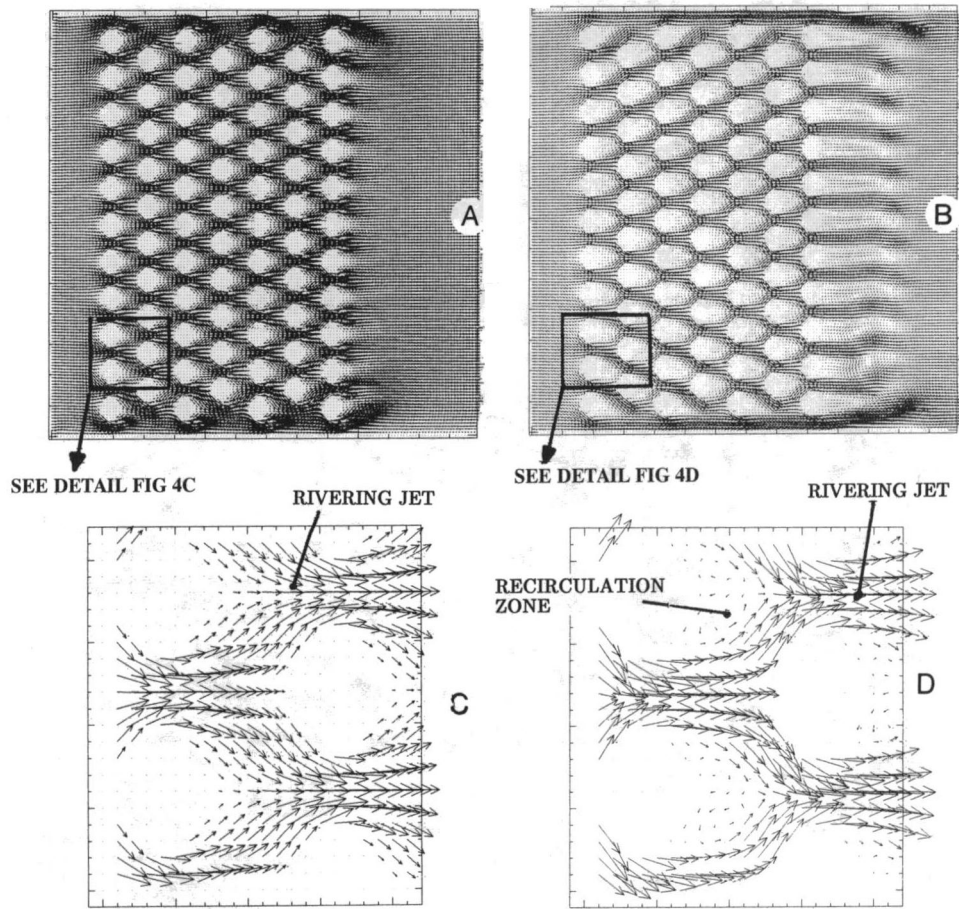 A
B
SEE DETAIL FIG 4C
SEE DETAIL FIG 4D
RIVERING JET
RIVERING JET
RECIRCULATION
ZONE
C
D